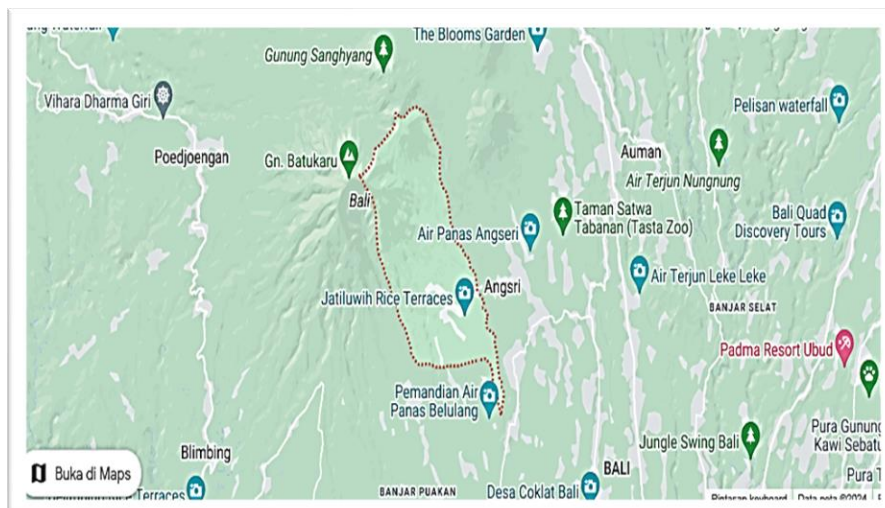 The Blooms Garden
Gunung Sanghyang
Vihara Dharma Giri
Pelisan waterfall
Poedjoengan
Gn. Batukaru
Auman
Air Terjun Nungnung
Bali
Taman Satwa
Tabanan (Tasta Zoo)
Bali Quad
Discovery Tours
Air Panas Angseri
Air Terjun Leke Leke
Jatiluwih Rice Terraces
Angsri
BANJAR SELAT
Padma Resort Ubud
Pemandian Air
Panas Belulang
Pura Gunung
Kawi Sebatu
Jungle Swing Bali
Blimbing
Buka di Maps
BALI
Pura T
BANJAR PUAKAN
Desa Coklat Bali
Rice Terraces
Pintasan keyboard
Data peta ©2024